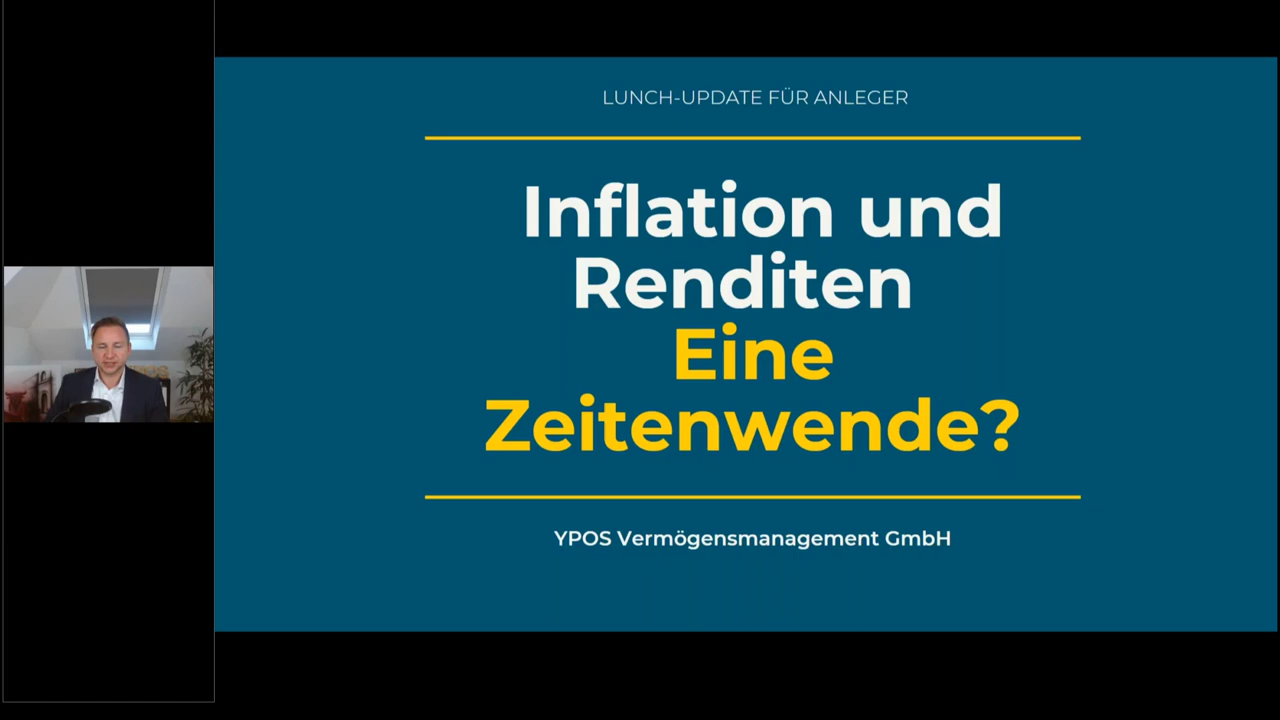 LUNCH-UPDATE FÜR ANLEGER
Inflation und
Renditen
Eine
Zeitenwende?
YPOS Vermögensmanagement GmbH